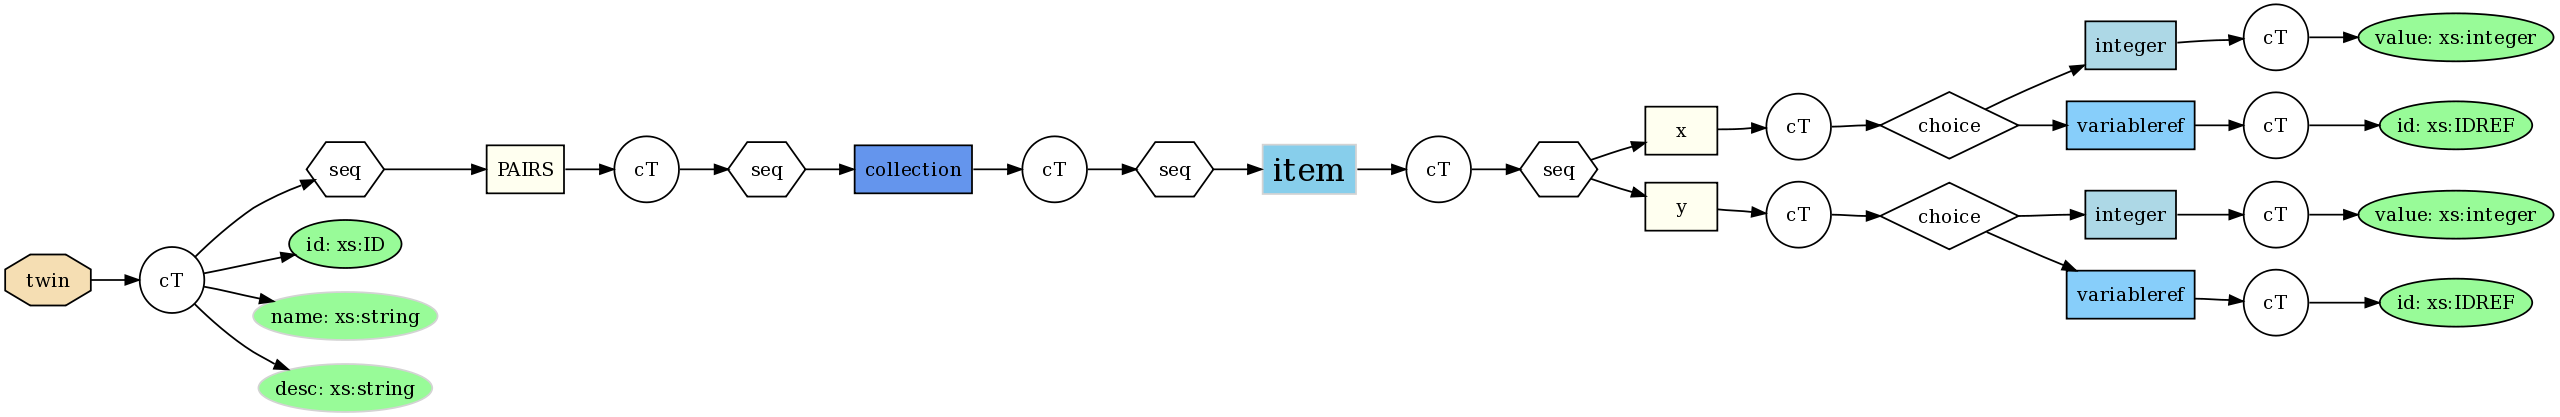 twin
cT
seq
id: xs:ID
name: xs:string
desc: xs:string
PAIRS
cT
seq
collection
cT
seq
item
cT
seq
x
cT
choice
integer
cT
value: xs:integer
variableref
cT
id: xs:IDREF
y
cT
choice
integer
cT
value: xs:integer
variableref
cT
id: xs:IDREF